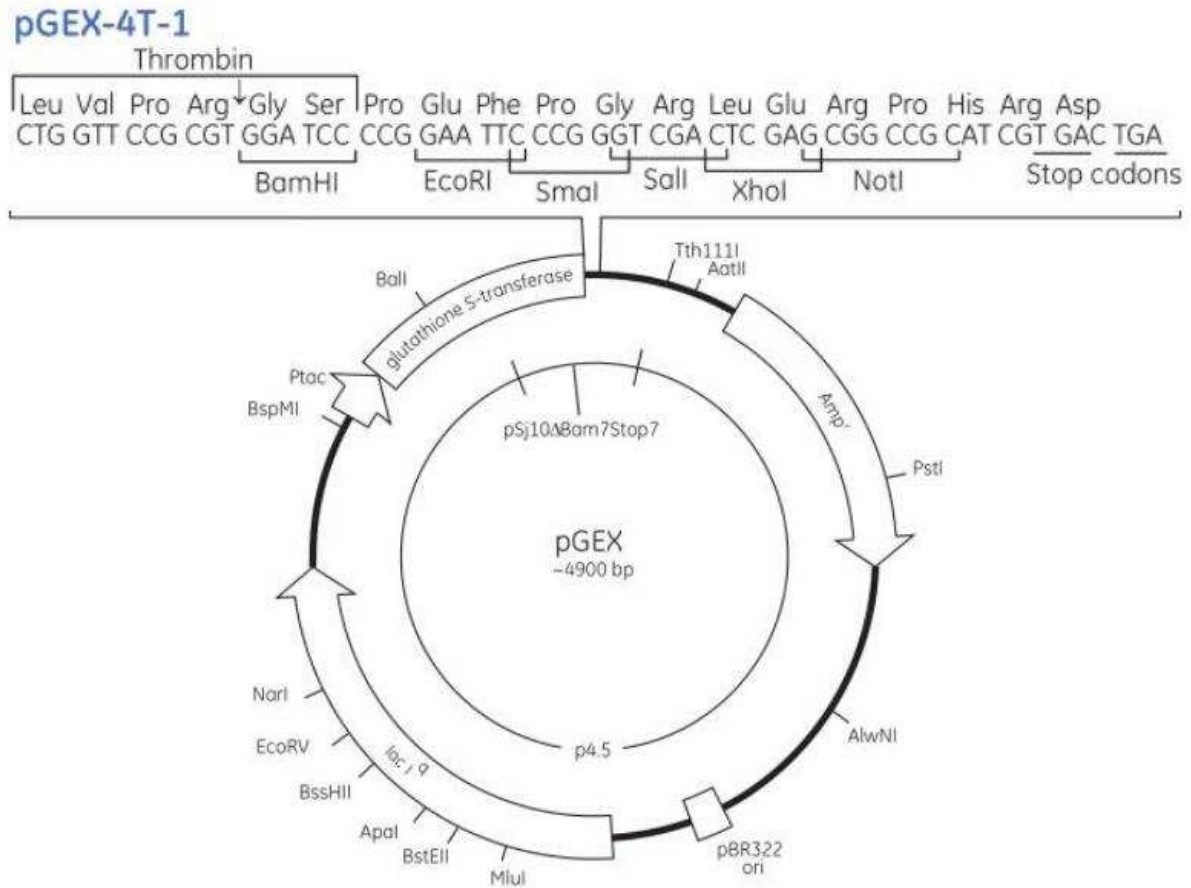 pGEX-4T-1
Thrombin
Leu Val Pro Arg Gly Ser Pro Glu Phe Pro Gly Arg Leu Glu Arg Pro His Arg Asp
CTG GTT CCG CGT GGA TCC CCG GAA TTC CCG GGT CGA CTC GAG CGG CCG CAT CGT GAC TGA
BamHI EcoRI SmaI SalI XhoI NotI Stop codons
Tth111I
AatII
BalI
glutathione S-transferase
Ptac
BspMI
Ampʳ
pSj10ΔBam7Stop7
PstI
pGEX
~4900 bp
NarI
EcoRV
BssHII
ApaI
BstEII
MluI
lac Iq
p4.5
AlwNI
pBR322
ori